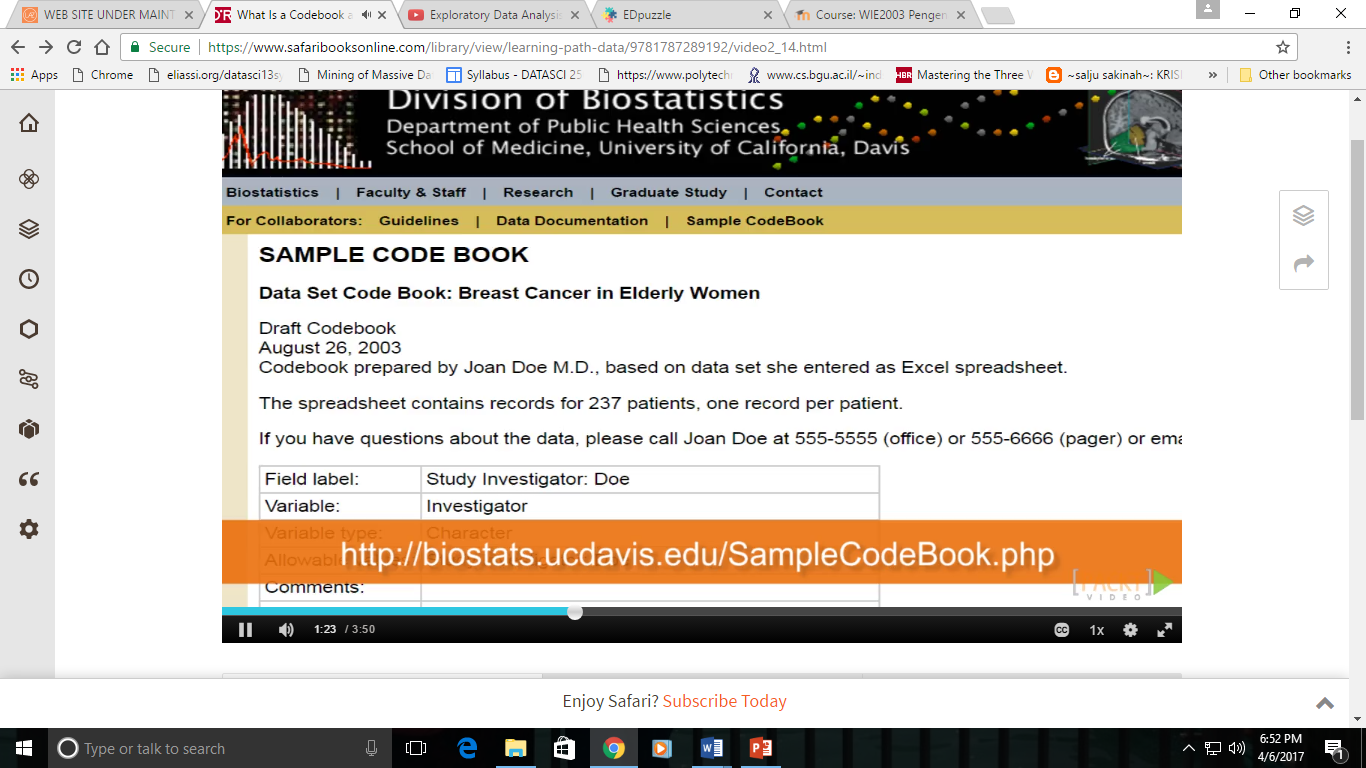 WEB SITE UNDER MAINT
What Is a Codebook a
Exploratory Data Analysis
EDpuzzle
Course: WIE2003 Pengen
Secure
https://www.safaribooksonline.com/library/view/learning-path-data/9781787289192/video2_14.html
Apps
Chrome
eliassi.org/datasci13sy
Mining of Massive Da
Syllabus - DATASCI 25
https://www.polytechn
www.cs.bgu.ac.il/~ind
HBR Mastering the Three V
~salju sakinah~: KRISI
»
Other bookmarks
Division of Biostatistics
Department of Public Health Sciences
School of Medicine, University of California, Davis
Biostatistics | Faculty & Staff | Research | Graduate Study | Contact
For Collaborators: Guidelines | Data Documentation | Sample CodeBook
SAMPLE CODE BOOK
Data Set Code Book: Breast Cancer in Elderly Women
Draft Codebook
August 26, 2003
Codebook prepared by Joan Doe M.D., based on data set she entered as Excel spreadsheet.
The spreadsheet contains records for 237 patients, one record per patient.
If you have questions about the data, please call Joan Doe at 555-5555 (office) or 555-6666 (pager) or ema
Field label: Study Investigator: Doe
Variable: Investigator
Variable type: Character
http://biostats.ucdavis.edu/SampleCodeBook.php
Comments:
[PACKT]
VIDEO
1:23 / 3:50
CC
1x
Enjoy Safari? Subscribe Today
Type or talk to search
6:52 PM
4/6/2017
1